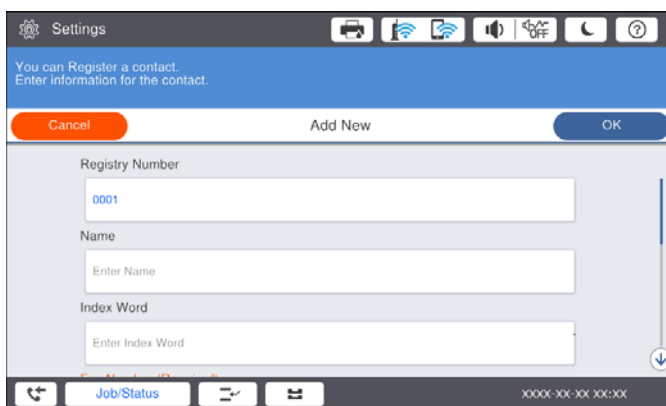 Settings
OFF
You can Register a contact.
Enter information for the contact.
Cancel
Add New
OK
Registry Number
0001
Name
Enter Name
Index Word
Enter Index Word
Job/Status
XXXX-XX-XX XX:XX